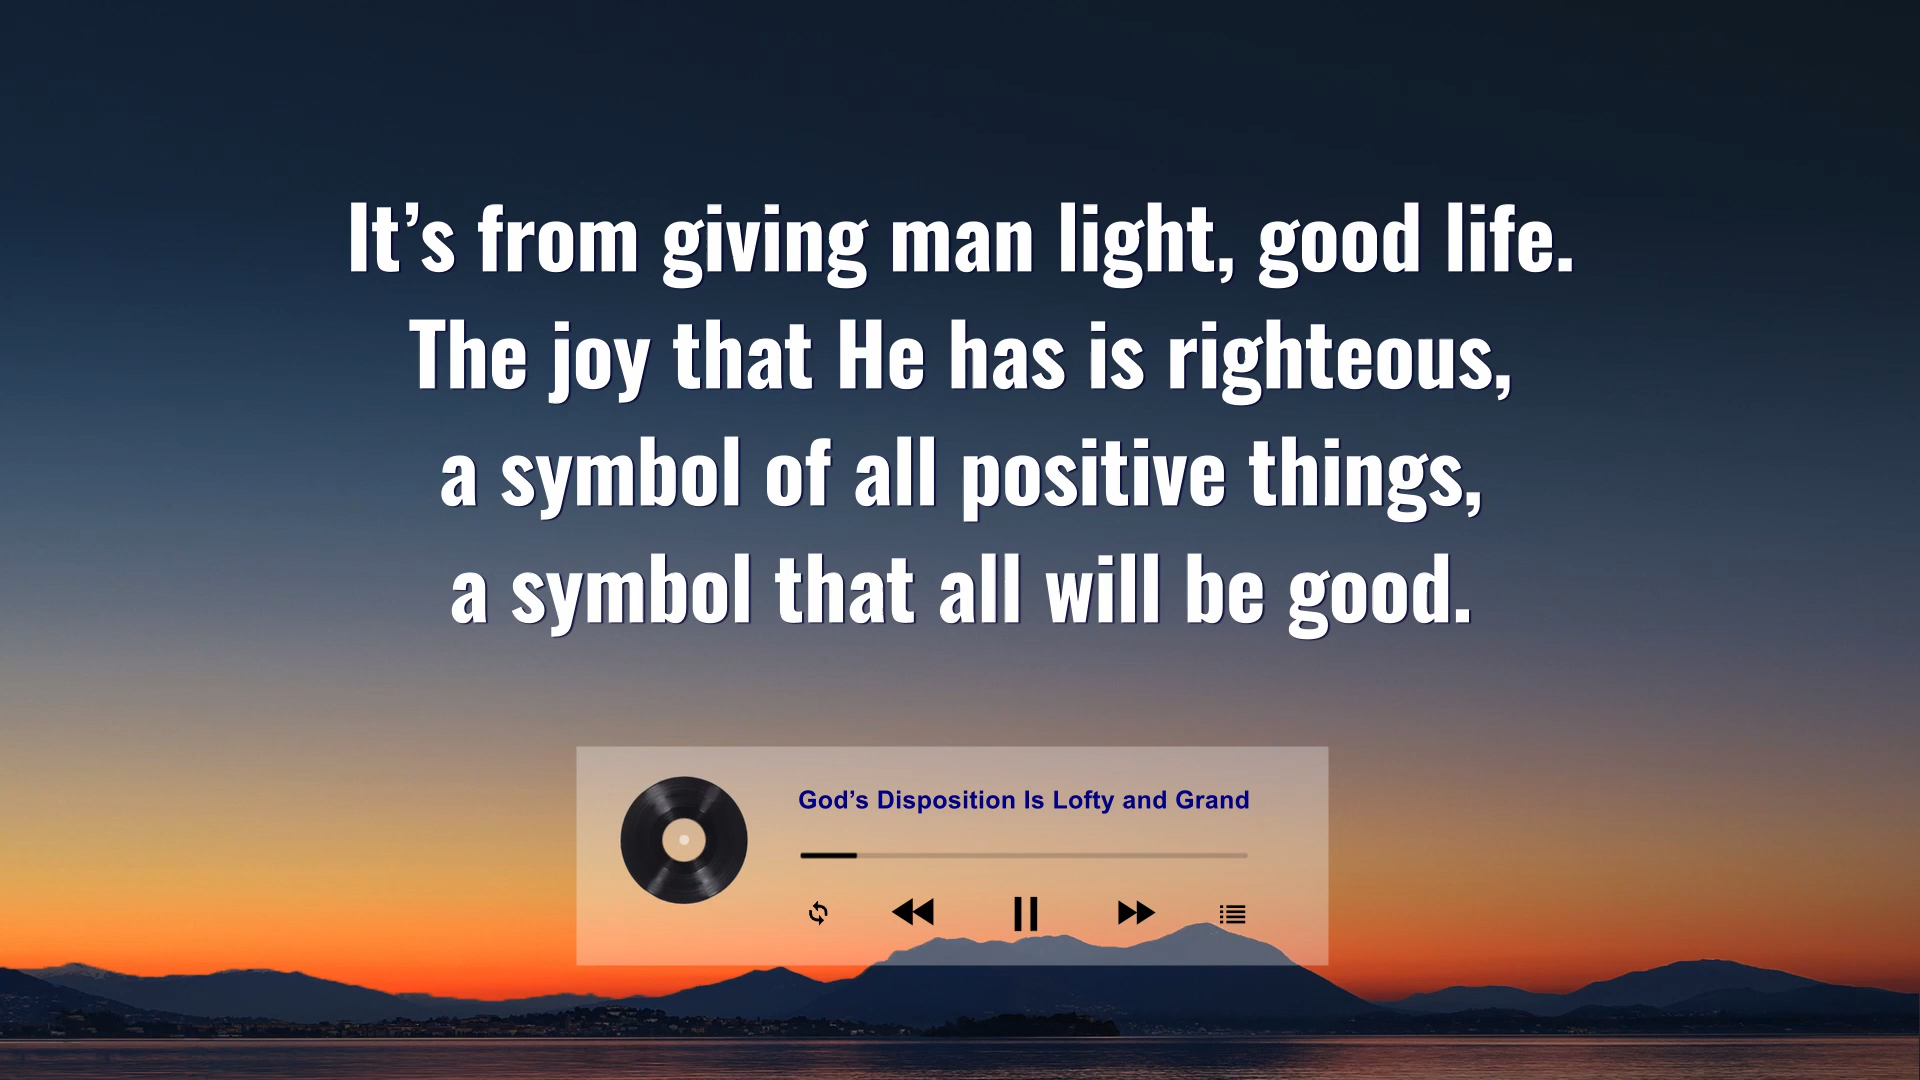 It’s from giving man light, good life.
The joy that He has is righteous,
a symbol of all positive things,
a symbol that all will be good.
God’s Disposition Is Lofty and Grand